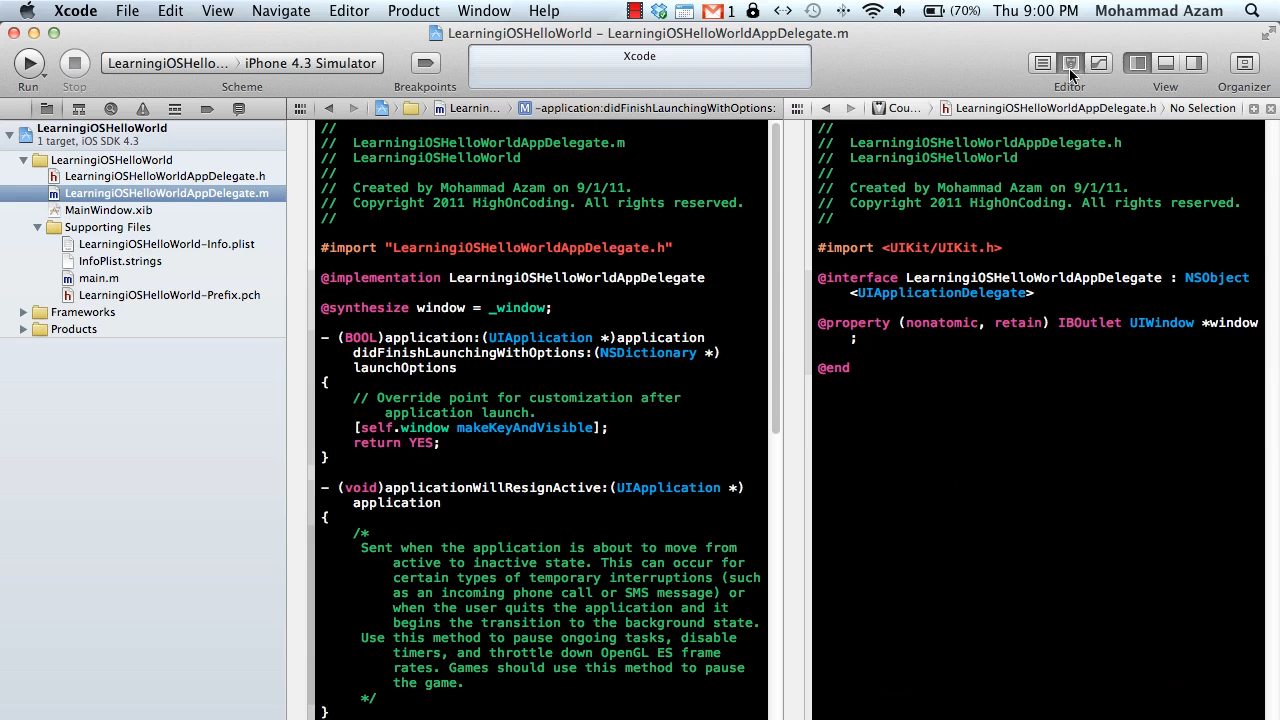 Xcode File Edit View Navigate Editor Product Window Help 1 (70%) Thu 9:00 PM Mohammad Azam
LearningiOSHelloWorld – LearningiOSHelloWorldAppDelegate.m
LearningiOSHello... iPhone 4.3 Simulator
Xcode
Run Stop Scheme Breakpoints Editor View Organizer
Learnin... -application:didFinishLaunchingWithOptions:
Cou... LearningiOSHelloWorldAppDelegate.h No Selection
LearningiOSHelloWorld
1 target, iOS SDK 4.3
LearningiOSHelloWorld
LearningiOSHelloWorldAppDelegate.h
LearningiOSHelloWorldAppDelegate.m
MainWindow.xib
Supporting Files
LearningiOSHelloWorld-Info.plist
InfoPlist.strings
main.m
LearningiOSHelloWorld-Prefix.pch
Frameworks
Products
//
// LearningiOSHelloWorldAppDelegate.m
// LearningiOSHelloWorld
//
// Created by Mohammad Azam on 9/1/11.
// Copyright 2011 HighOnCoding. All rights reserved.
//
#import "LearningiOSHelloWorldAppDelegate.h"
@implementation LearningiOSHelloWorldAppDelegate
@synthesize window = _window;
- (BOOL)application:(UIApplication *)application
didFinishLaunchingWithOptions:(NSDictionary *)
launchOptions
{
// Override point for customization after
application launch.
[self.window makeKeyAndVisible];
return YES;
}
- (void)applicationWillResignActive:(UIApplication *)
application
{
/*
Sent when the application is about to move from
active to inactive state. This can occur for
certain types of temporary interruptions (such
as an incoming phone call or SMS message) or
when the user quits the application and it
begins the transition to the background state.
Use this method to pause ongoing tasks, disable
timers, and throttle down OpenGL ES frame
rates. Games should use this method to pause
the game.
*/
}
//
// LearningiOSHelloWorldAppDelegate.h
// LearningiOSHelloWorld
//
// Created by Mohammad Azam on 9/1/11.
// Copyright 2011 HighOnCoding. All rights reserved.
//
#import <UIKit/UIKit.h>
@interface LearningiOSHelloWorldAppDelegate : NSObject
<UIApplicationDelegate>
@property (nonatomic, retain) IBOutlet UIWindow *window
;
@end